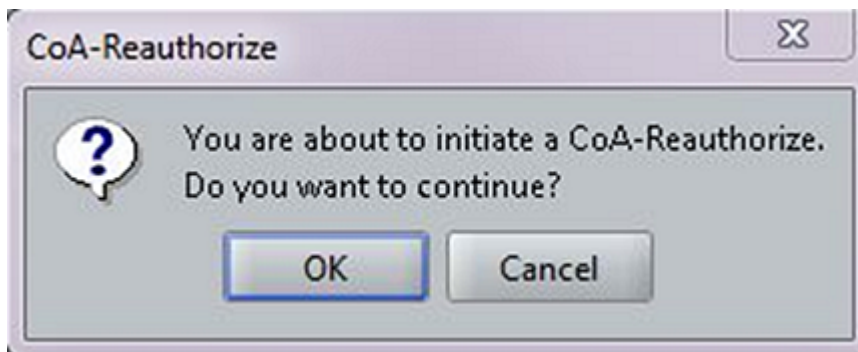 CoA-Reauthorize
You are about to initiate a CoA-Reauthorize.
Do you want to continue?
OK
Cancel